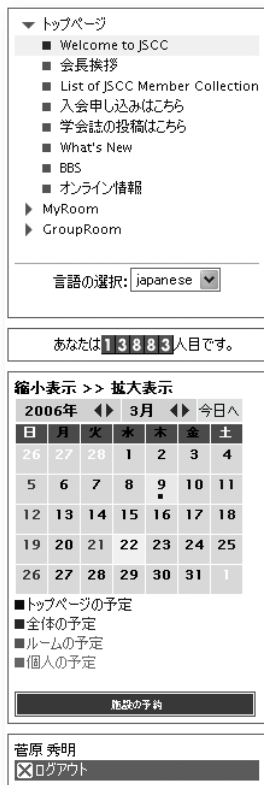 トップページ
Welcome to JSCC
会長挨拶
List of JSCC Member Collection
入会申し込みはこちら
学会誌の投稿はこちら
What's New
BBS
オンライン情報
MyRoom
GroupRoom
言語の選択: japanese
あなたは13883人目です。
縮小表示 >> 拡大表示
2006年 3月 今日へ
日 月 火 水 木 金 土
26 27 28 1 2 3 4
5 6 7 8 9 10 11
12 13 14 15 16 17 18
19 20 21 22 23 24 25
26 27 28 29 30 31 1
■トップページの予定
■全体の予定
■ルームの予定
■個人の予定
施設の予約
菅原 秀明
ログアウト